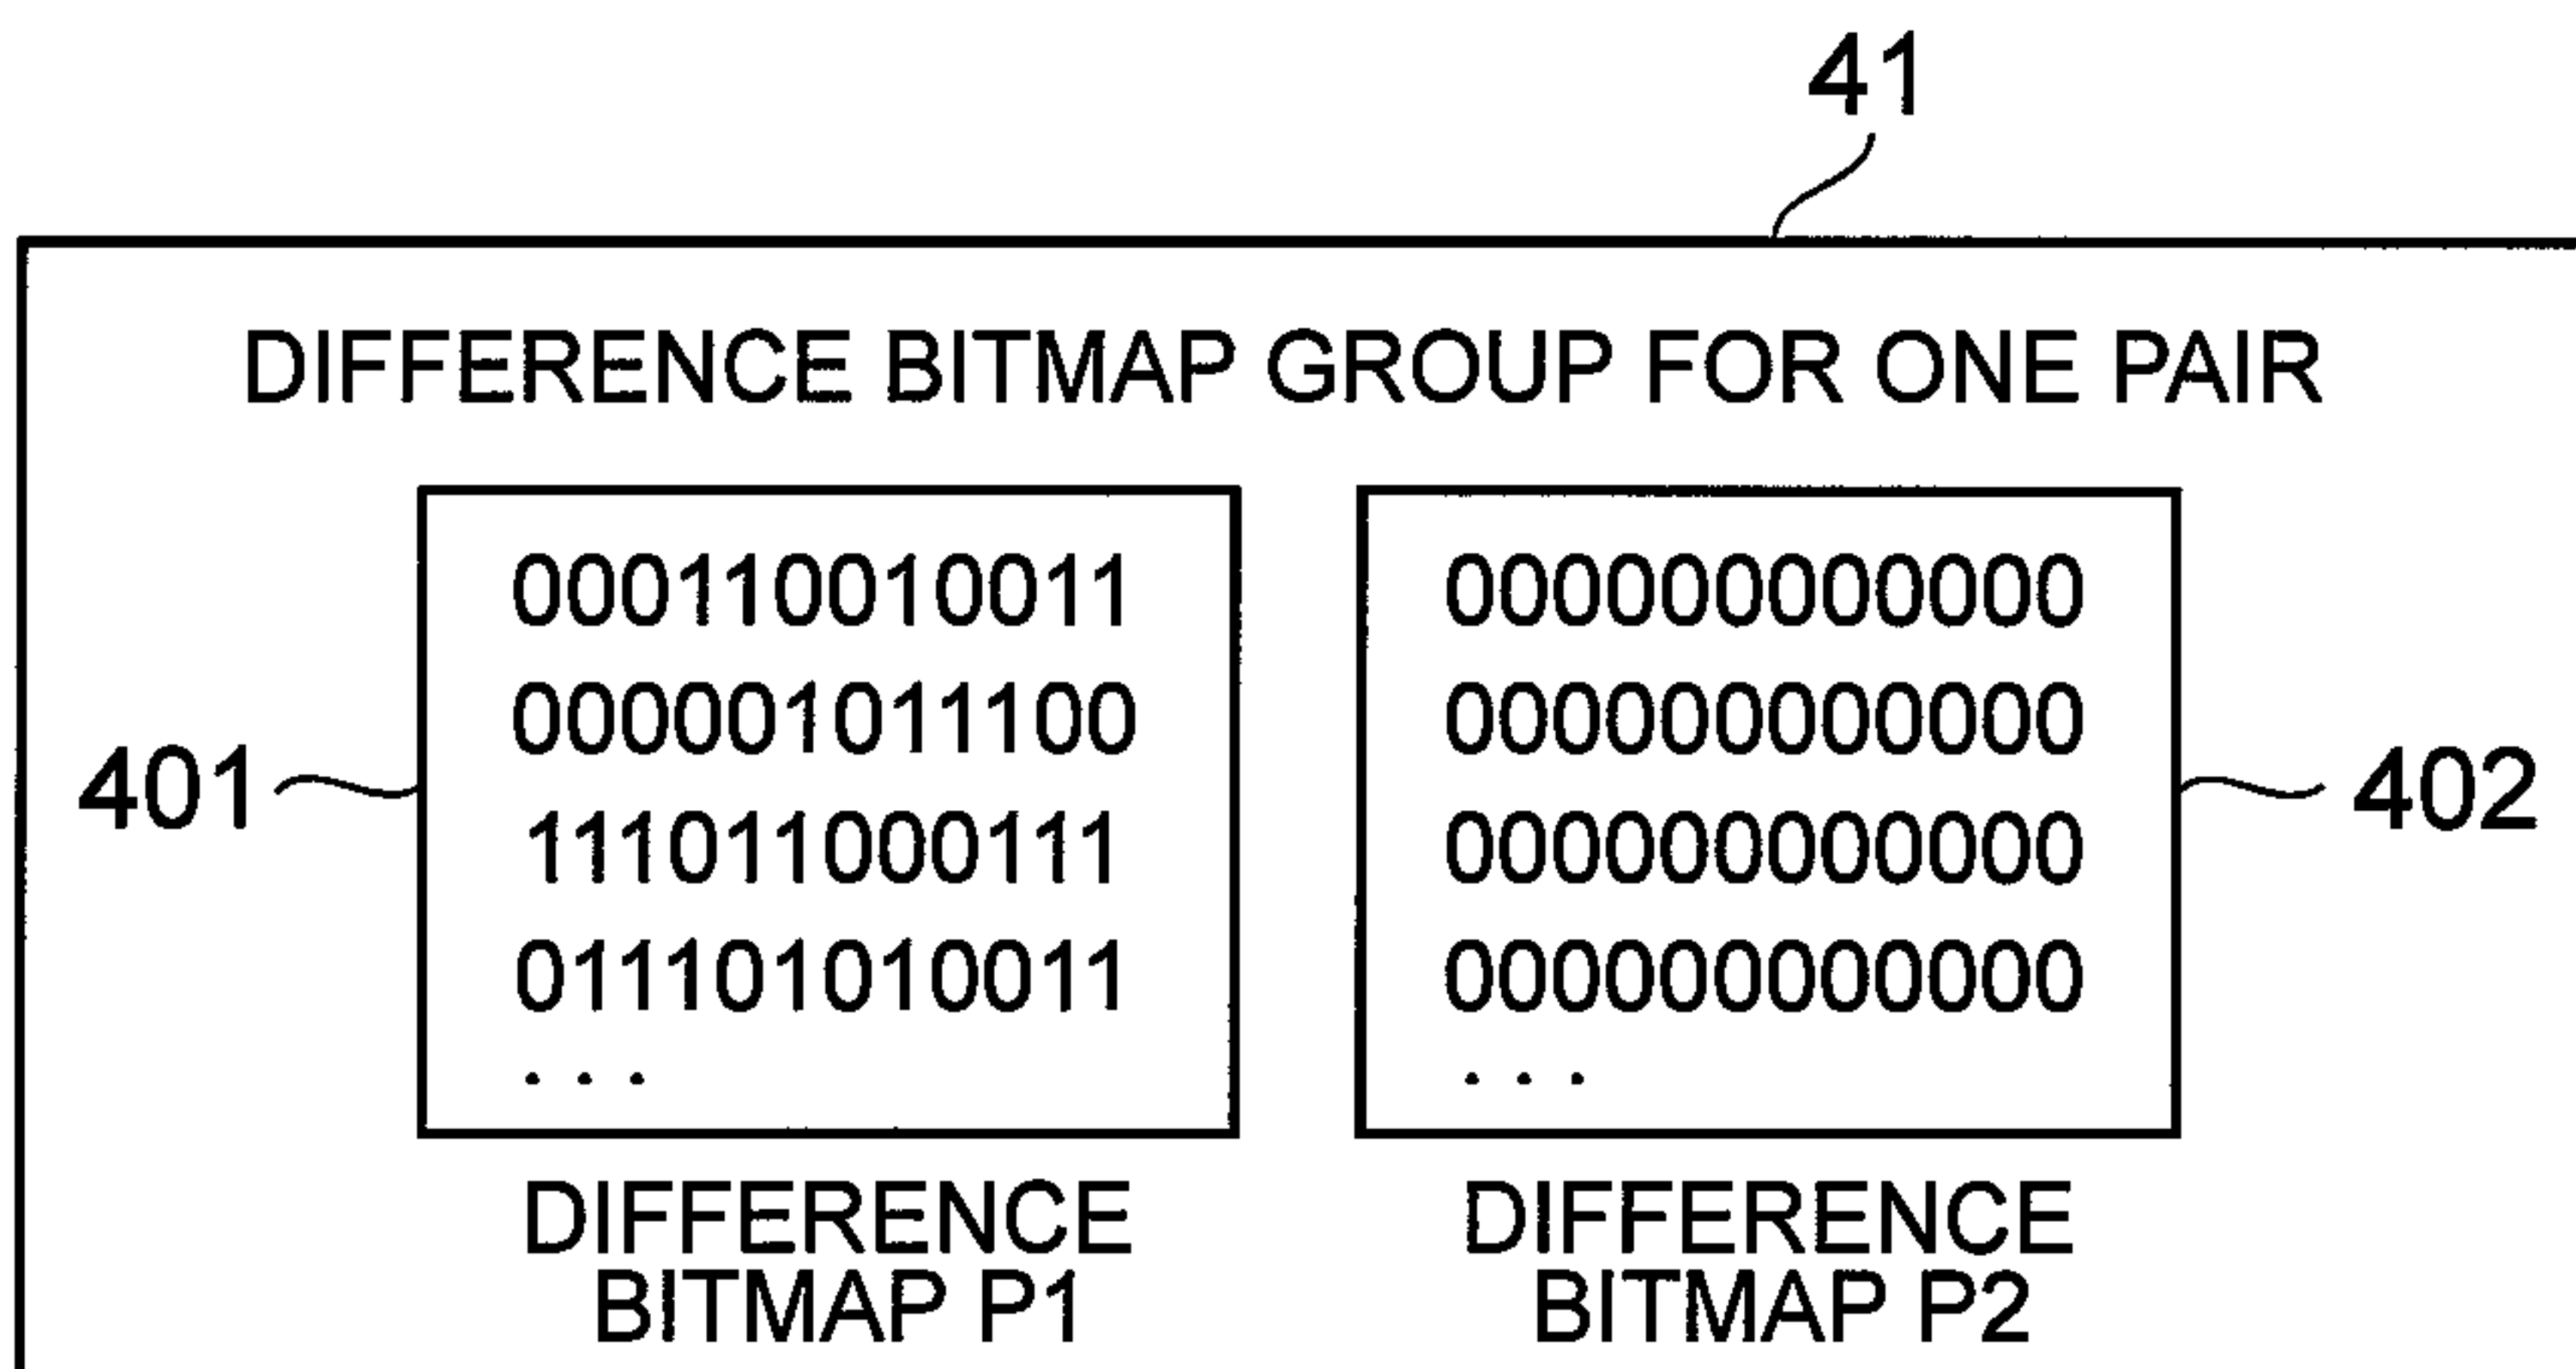 41
DIFFERENCE BITMAP GROUP FOR ONE PAIR
401
000110010011
000001011100
111011000111
011101010011
. . .
DIFFERENCE
BITMAP P1
000000000000
000000000000
000000000000
000000000000
. . .
402
DIFFERENCE
BITMAP P2